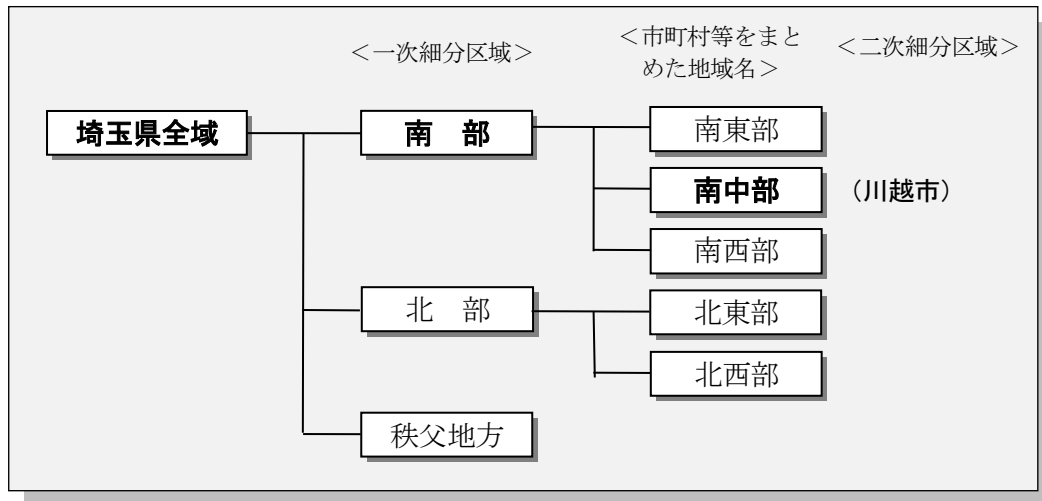 ＜一次細分区域＞
＜市町村等をまと
めた地域名＞
＜二次細分区域＞
埼玉県全域
南　部
南東部
南中部
（川越市）
南西部
北　部
北東部
北西部
秩父地方